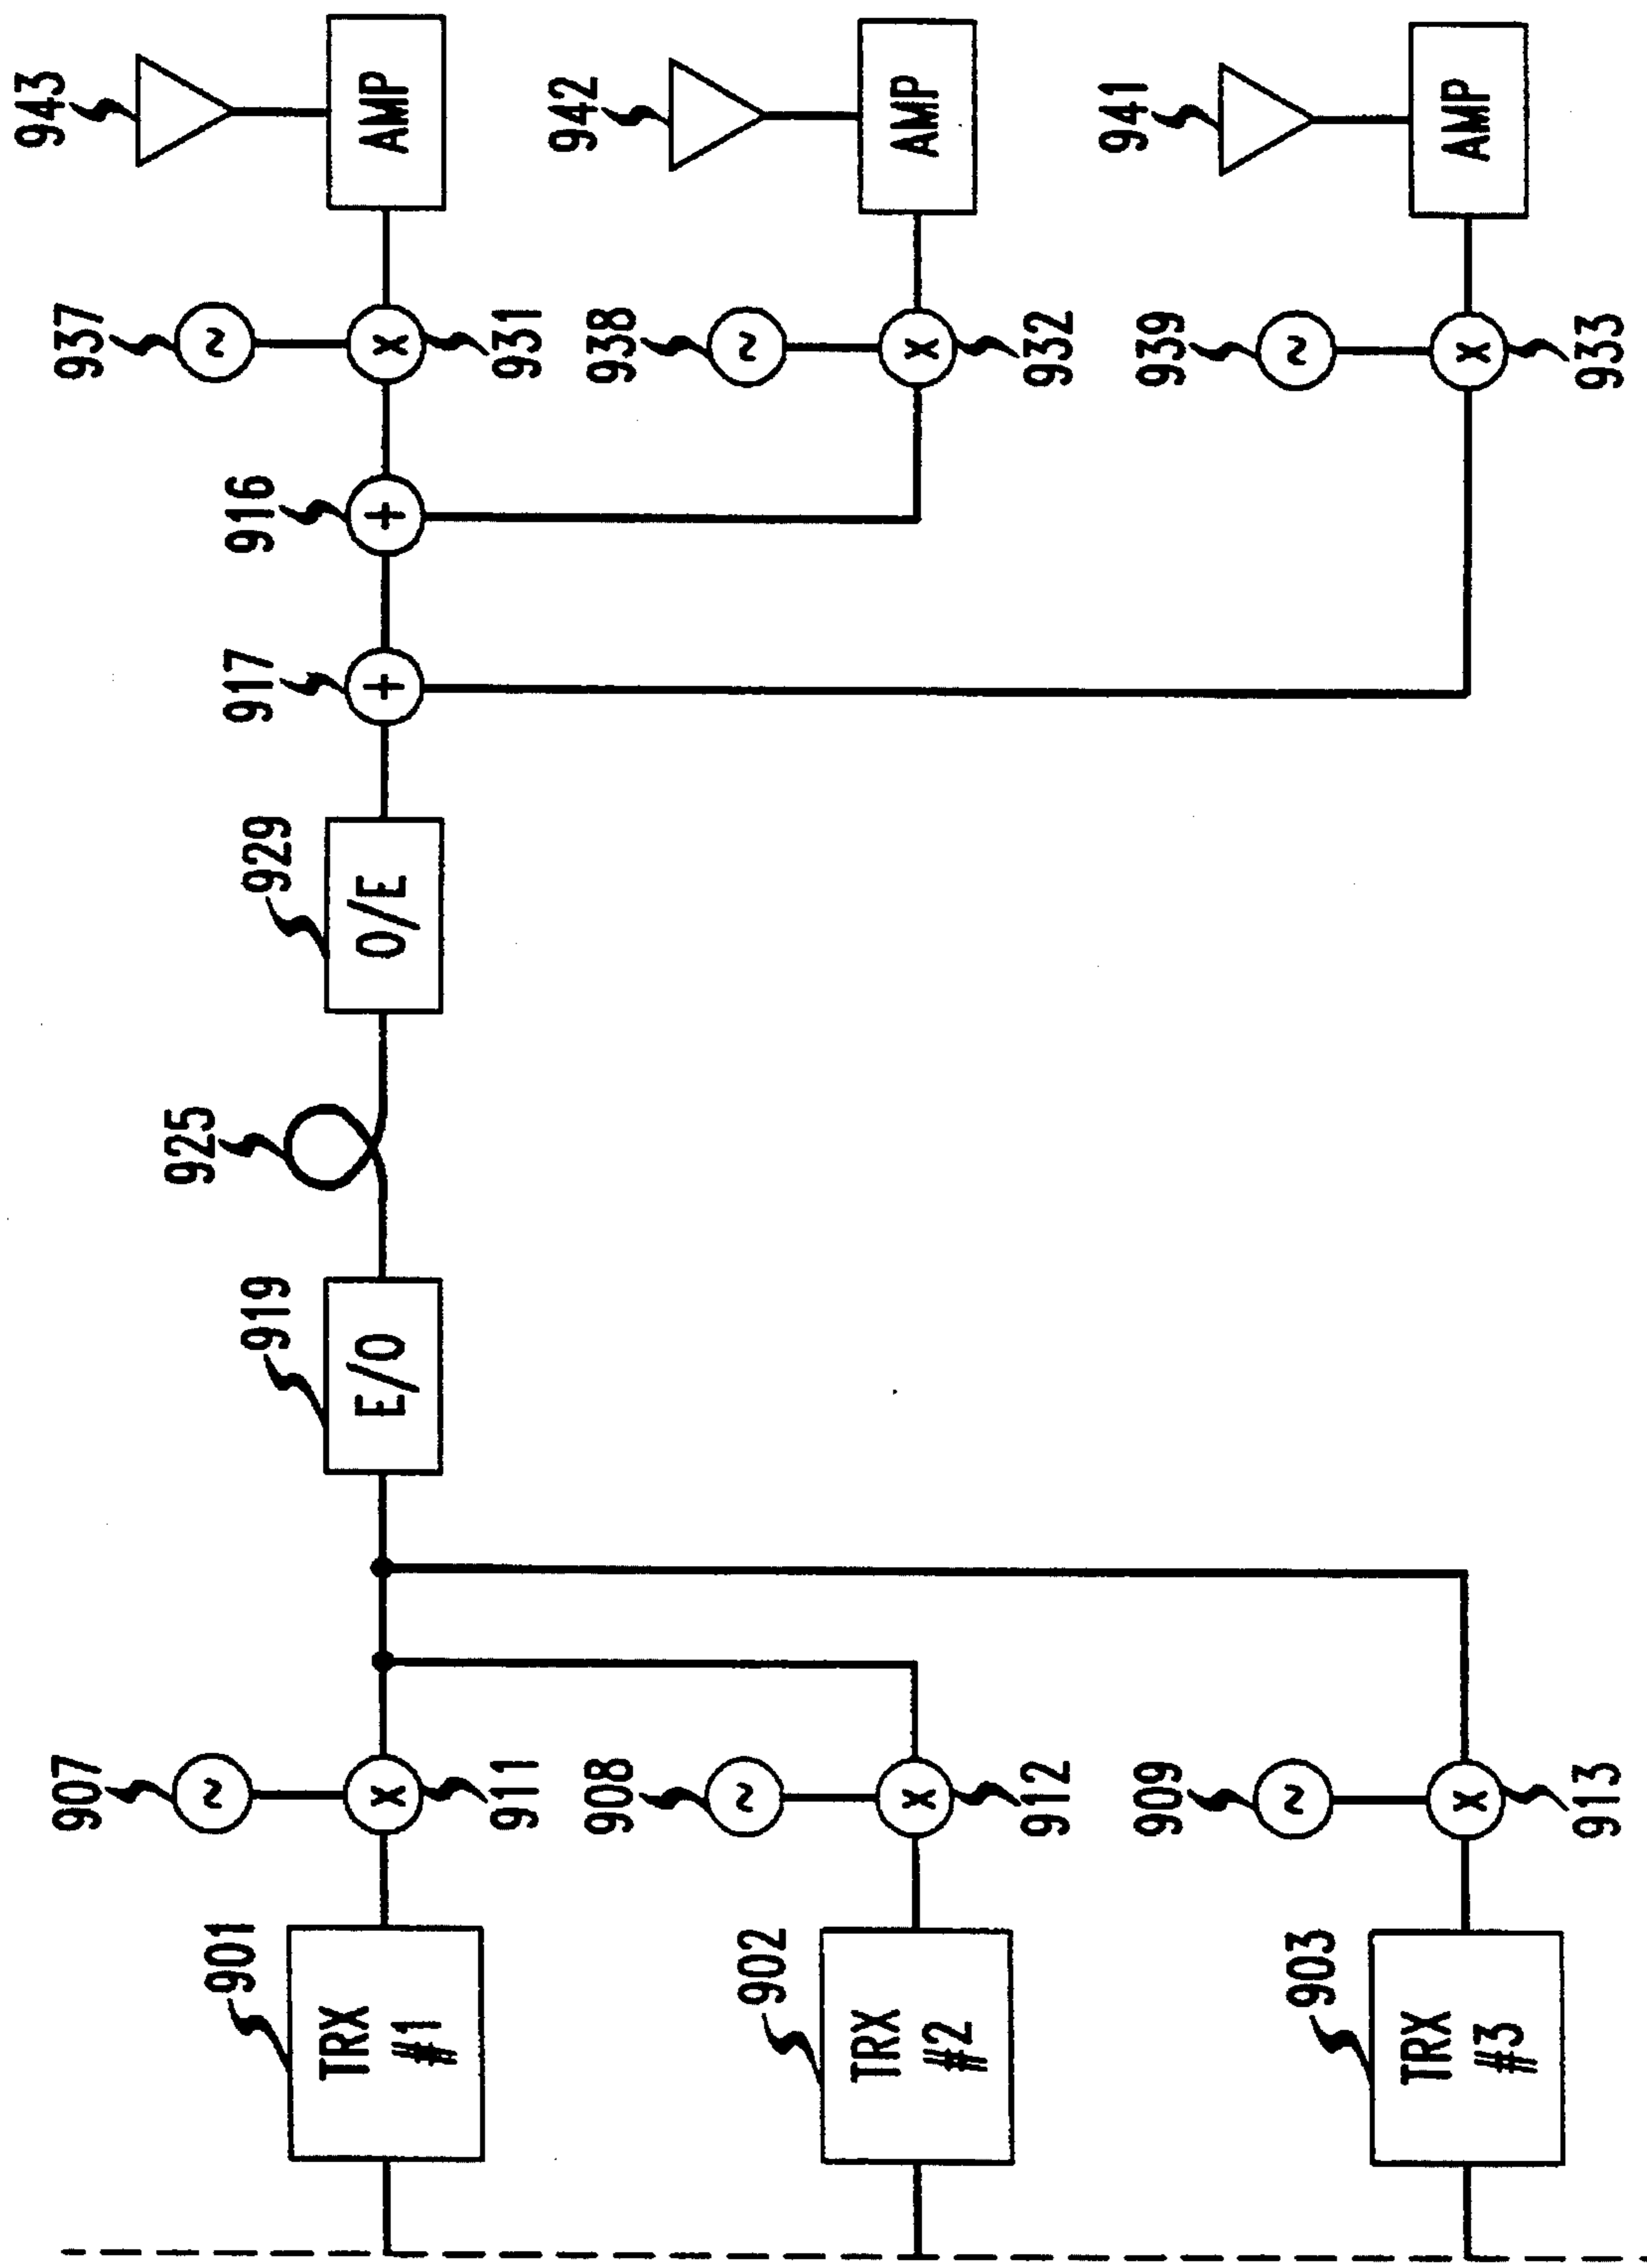 943
907
937
~
~
925
901
917
916
919
929
TRX
#1
X
E/O
O/E
+
+
X
AMP
911
931
942
908
938
~
~
902
TRX
#2
X
X
AMP
912
932
941
909
939
~
~
903
TRX
#3
X
X
AMP
913
933